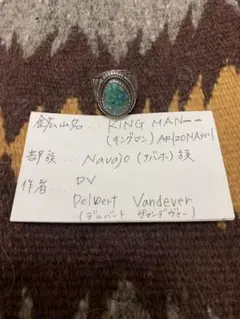 鉱山名... KING MAN--
(キングマン) ARIZONA州
部族... Navajo (ナバホ) 族
作者... DV
Delbert Vandever
(デルバート ヴァンデヴァー)